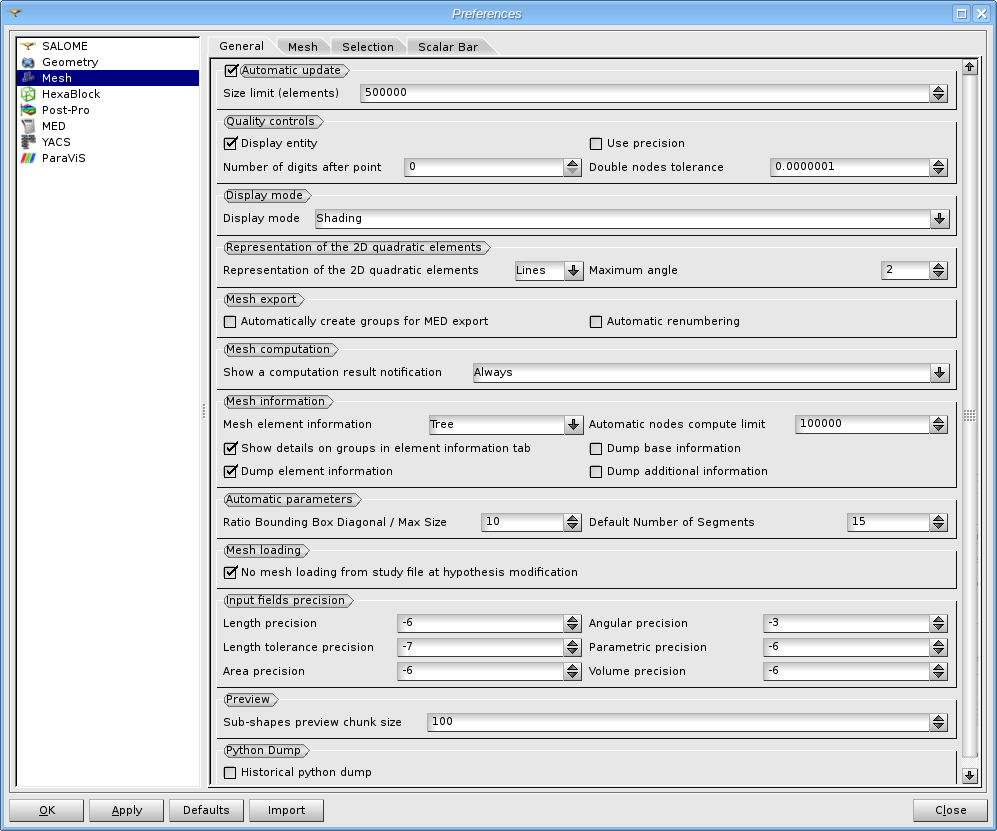 Preferences
SALOME
Geometry
Mesh
HexaBlock
Post-Pro
MED
YACS
ParaViS
General Mesh Selection Scalar Bar
Automatic update
Size limit (elements) 500000
Quality controls
Display entity Use precision
Number of digits after point 0 Double nodes tolerance 0.0000001
Display mode
Display mode Shading
Representation of the 2D quadratic elements
Representation of the 2D quadratic elements Lines Maximum angle 2
Mesh export
Automatically create groups for MED export Automatic renumbering
Mesh computation
Show a computation result notification Always
Mesh information
Mesh element information Tree Automatic nodes compute limit 100000
Show details on groups in element information tab Dump base information
Dump element information Dump additional information
Automatic parameters
Ratio Bounding Box Diagonal / Max Size 10 Default Number of Segments 15
Mesh loading
No mesh loading from study file at hypothesis modification
Input fields precision
Length precision -6 Angular precision -3
Length tolerance precision -7 Parametric precision -6
Area precision -6 Volume precision -6
Preview
Sub-shapes preview chunk size 100
Python Dump
Historical python dump
OK Apply Defaults Import Close